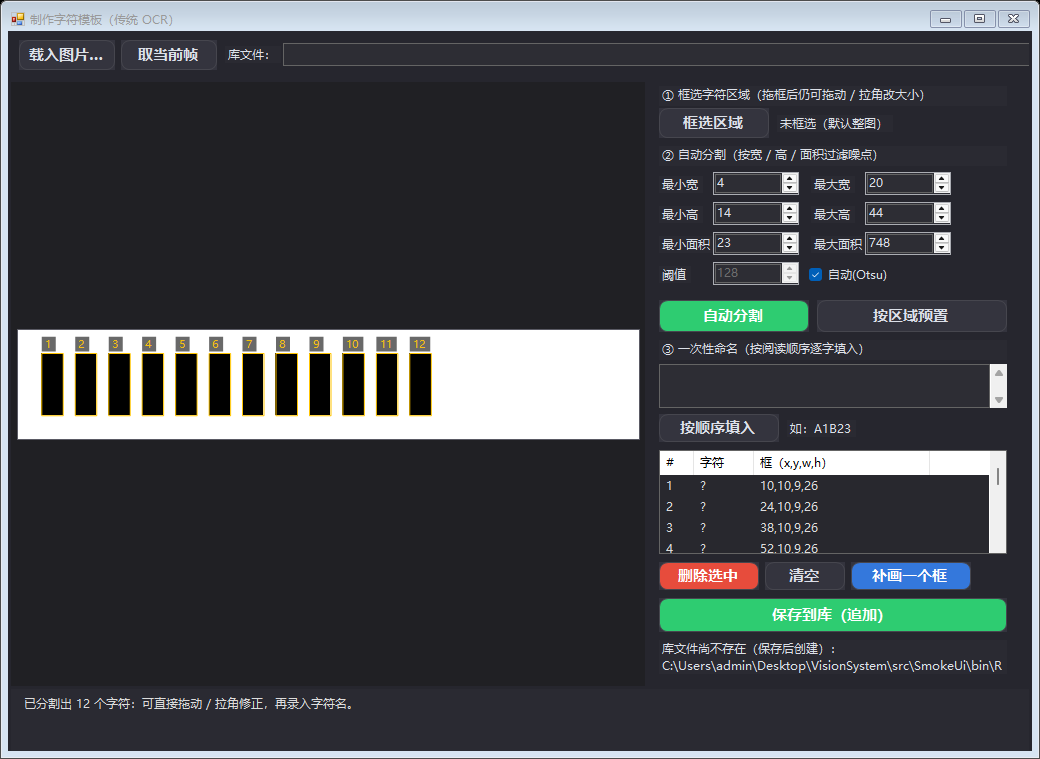 制作字符模板（传统 OCR）
载入图片... 取当前帧 库文件:
① 框选字符区域（拖框后仍可拖动 / 拉角改大小）
框选区域 未框选（默认整图）
② 自动分割（按宽 / 高 / 面积过滤噪点）
最小宽 4 最大宽 20
最小高 14 最大高 44
最小面积 23 最大面积 748
阈值 128 自动(Otsu)
自动分割 按区域预置
③ 一次性命名（按阅读顺序逐字填入）
1 2 3 4 5 6 7 8 9 10 11 12
按顺序填入 如：A1B23
# 字符 框（x,y,w,h）
1 ? 10,10,9,26
2 ? 24,10,9,26
3 ? 38,10,9,26
4 ? 52,10,9,26
删除选中 清空 补画一个框
保存到库（追加）
库文件尚不存在（保存后创建）:
C:\Users\admin\Desktop\VisionSystem\src\SmokeUi\bin\R
已分割出 12 个字符：可直接拖动 / 拉角修正，再录入字符名。